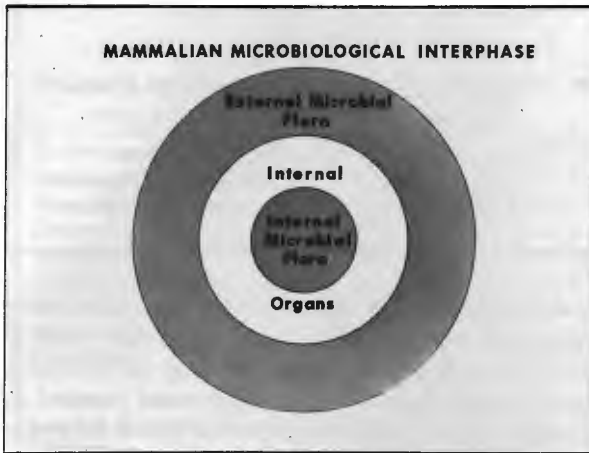 MAMMALIAN MICROBIOLOGICAL INTERPHASE
External Microbial
Flora
Internal
Internal
Microbial
Flora
Organs